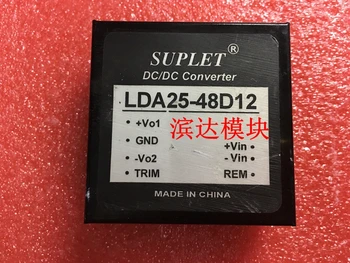 SUPLET®
DC/DC Converter
LDA25-48D12
滨达模块
+Vo1
GND
-Vo2
TRIM
+Vin
- Vin
REM
MADE IN CHINA